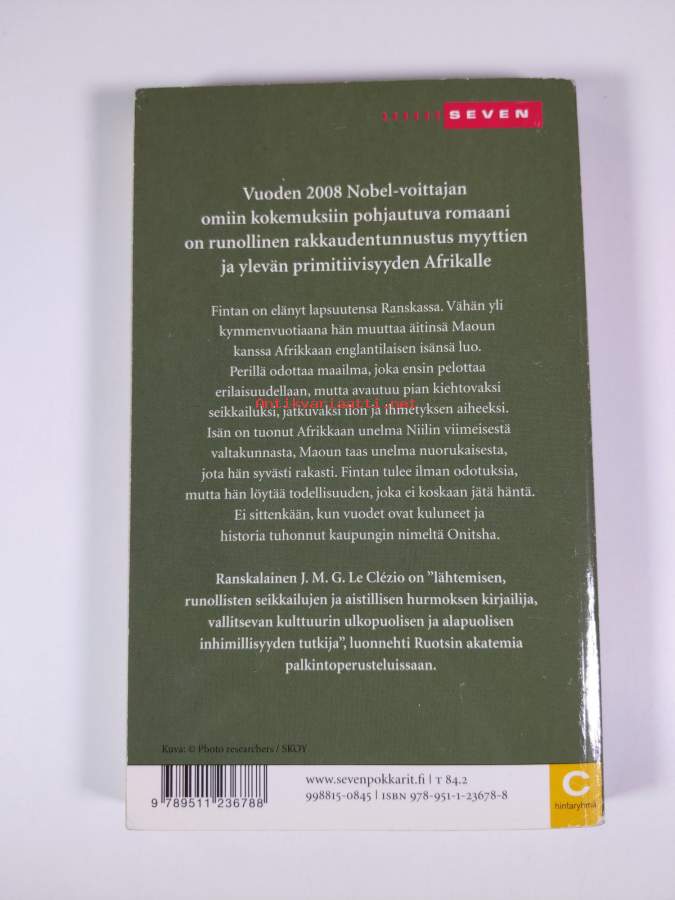 SEVEN
Vuoden 2008 Nobel-voittajan
omiin kokemuksiin pohjautuva romaani
on runollinen rakkaudentunnustus myyttien
ja ylevän primitiivisyyden Afrikalle
Fintan on elänyt lapsuutensa Ranskassa. Vähän yli
kymmenvuotiaana hän muuttaa äitinsä Maoun
kanssa Afrikkaan englantilaisen isänsä luo.
Perillä odottaa maailma, joka ensin pelottaa
erilaisuudellaan, mutta avautuu pian kiehtovaksi
Antikvariaatti.net
seikkailuksi, jatkuvaksi ilon ja ihmetyksen aiheeksi.
Isän on tuonut Afrikkaan unelma Niilin viimeisestä
valtakunnasta, Maoun taas unelma nuorukaisesta,
jota hän syvästi rakasti. Fintan tulee ilman odotuksia,
mutta hän löytää todellisuuden, joka ei koskaan jätä häntä.
Ei sittenkään, kun vuodet ovat kuluneet ja
historia tuhonnut kaupungin nimeltä Onitsha.
Ranskalainen J. M. G. Le Clézio on ”lähtemisen,
runollisten seikkailujen ja aistillisen hurmoksen kirjailija,
vallitsevan kulttuurin ulkopuolisen ja alapuolisen
inhimillisyyden tutkija”, luonnehti Ruotsin akatemia
palkintoperusteluissaan.
Kuva: © Photo researchers / SKOY
www.sevenpokkarit.fi | T 84.2
998815-0845 | ISBN 978-951-1-23678-8
9 789511 236788
C
hintaryhmä